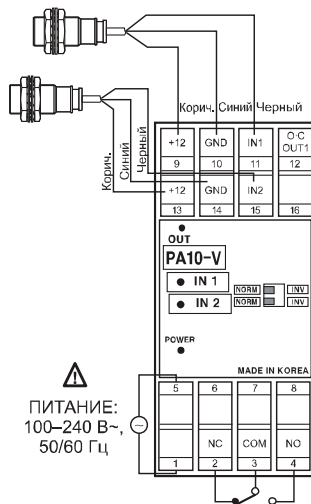 Корич. Синий Черный
+12 GND IN1 O·C OUT1
9 10 11 12
Корич.
Синий
Черный
+12 GND IN2
13 14 15 16
OUT
PA10-V
IN 1 NORM INV
IN 2 NORM INV
POWER
MADE IN KOREA
ПИТАНИЕ:
100–240 В~,
50/60 Гц
5 6 7 8
NC COM NO
1 2 3 4